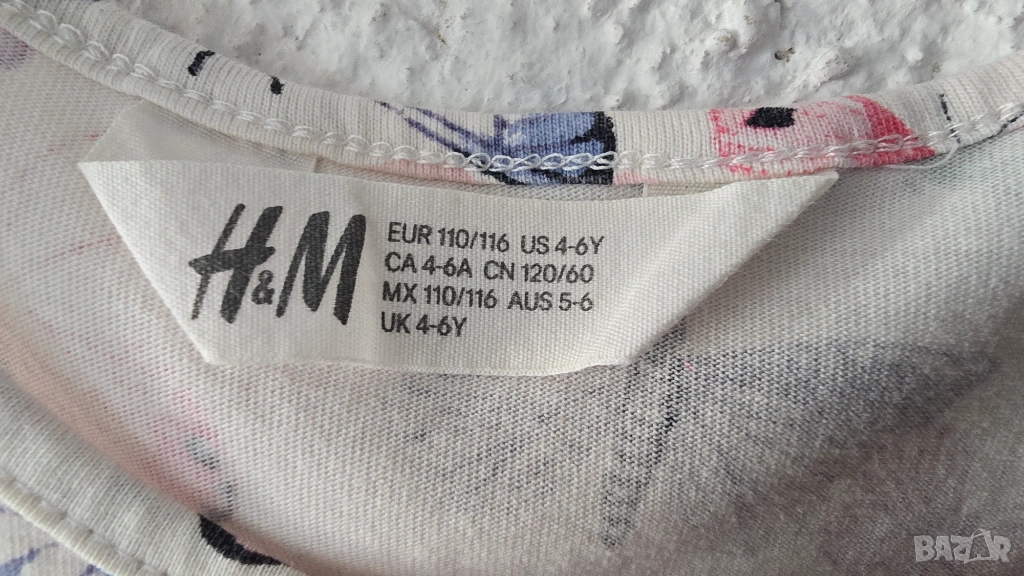 H&M
EUR 110/116 US 4-6Y
CA 4-6A CN 120/60
MX 110/116 AUS 5-6
UK 4-6Y
BAZAR